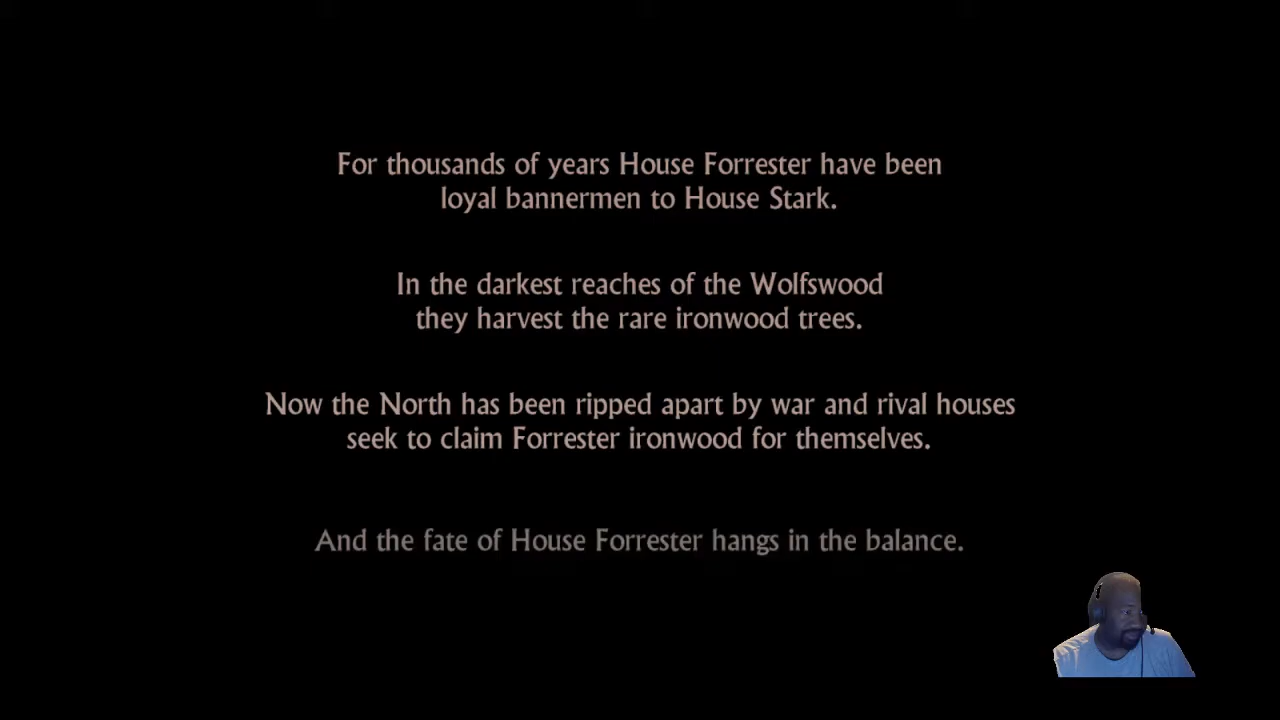 For thousands of years House Forrester have been
loyal bannermen to House Stark.
In the darkest reaches of the Wolfswood
they harvest the rare ironwood trees.
Now the North has been ripped apart by war and rival houses
seek to claim Forrester ironwood for themselves.
And the fate of House Forrester hangs in the balance.